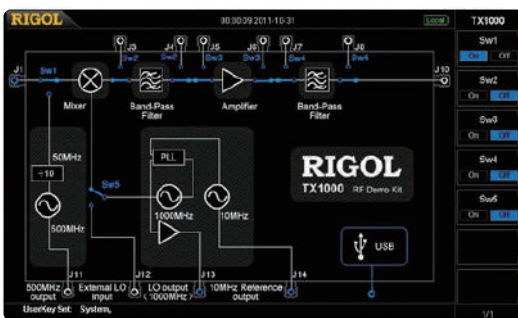 RIGOL
00:00:09 2011-10-31
Local
TX1000
J3
J4
J5
J6
J7
J8
Sw2
Sw2
Sw3
Sw3
Sw4
Sw4
J1
Sw1
J10
Mixer
Band-Pass
Filter
Amplifier
Band-Pass
Filter
50MHz
÷10
500MHz
Sw5
PLL
1000MHz
10MHz
RIGOL
TX1000 RF Demo Kit
USB
J11
J12
J13
J14
500MHz
output
External LO
input
LO output
(1000MHz)
10MHz Reference
output
UserKey Set: System,
Sw1
On Off
Sw2
On Off
Sw3
On Off
Sw4
On Off
Sw5
On Off
1/1